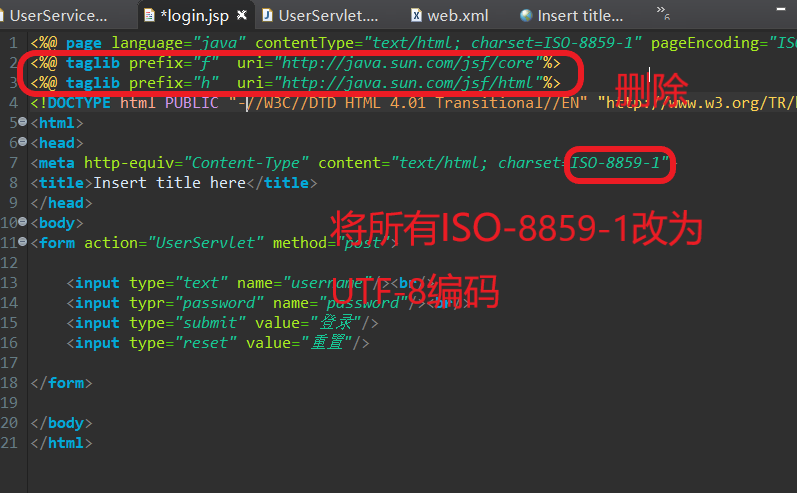 UserService... *login.jsp UserServlet.... web.xml Insert title... »6
1 <%@ page language="java" contentType="text/html; charset=ISO-8859-1" pageEncoding="ISO
2 <%@ taglib prefix="f" uri="http://java.sun.com/jsf/core"%>
3 <%@ taglib prefix="h" uri="http://java.sun.com/jsf/html"%>
删除
4 <!DOCTYPE html PUBLIC "-//W3C//DTD HTML 4.01 Transitional//EN" "http://www.w3.org/TR/
5 <html>
6 <head>
7 <meta http-equiv="Content-Type" content="text/html; charset=ISO-8859-1">
8 <title>Insert title here</title>
9 </head>
10 <body>
将所有ISO-8859-1改为
11 <form action="UserServlet" method="post">
12
13 <input type="text" name="username"/><br/>
UTF-8编码
14 <input typr="password" name="password"/><br/>
15 <input type="submit" value="登录"/>
16 <input type="reset" value="重置"/>
17
18 </form>
19
20 </body>
21 </html>